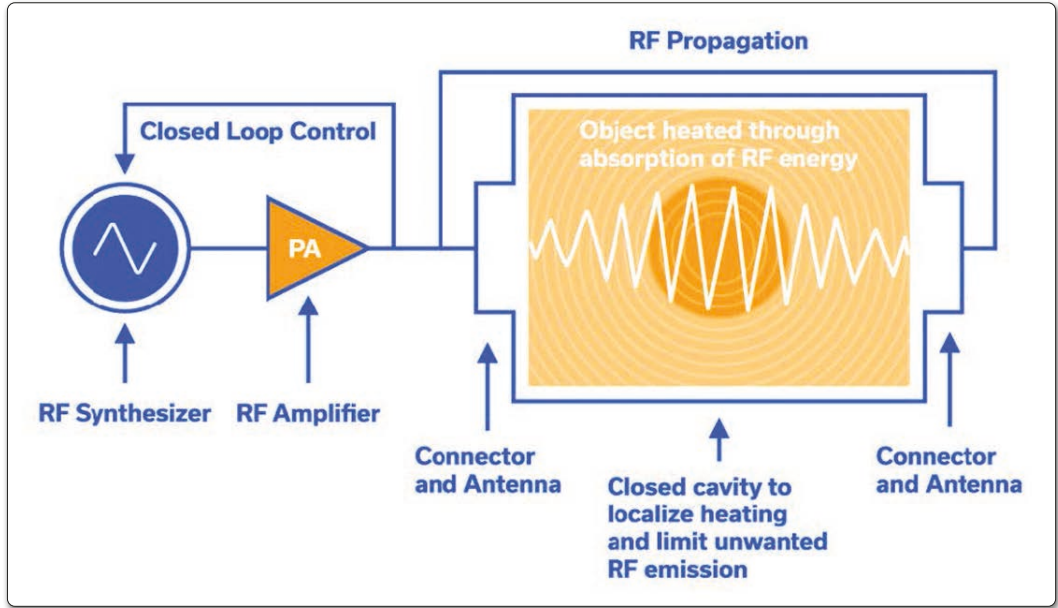 RF Propagation
Closed Loop Control
Object heated through
absorption of RF energy
PA
RF Synthesizer
RF Amplifier
Connector
and Antenna
Closed cavity to
localize heating
and limit unwanted
RF emission
Connector
and Antenna